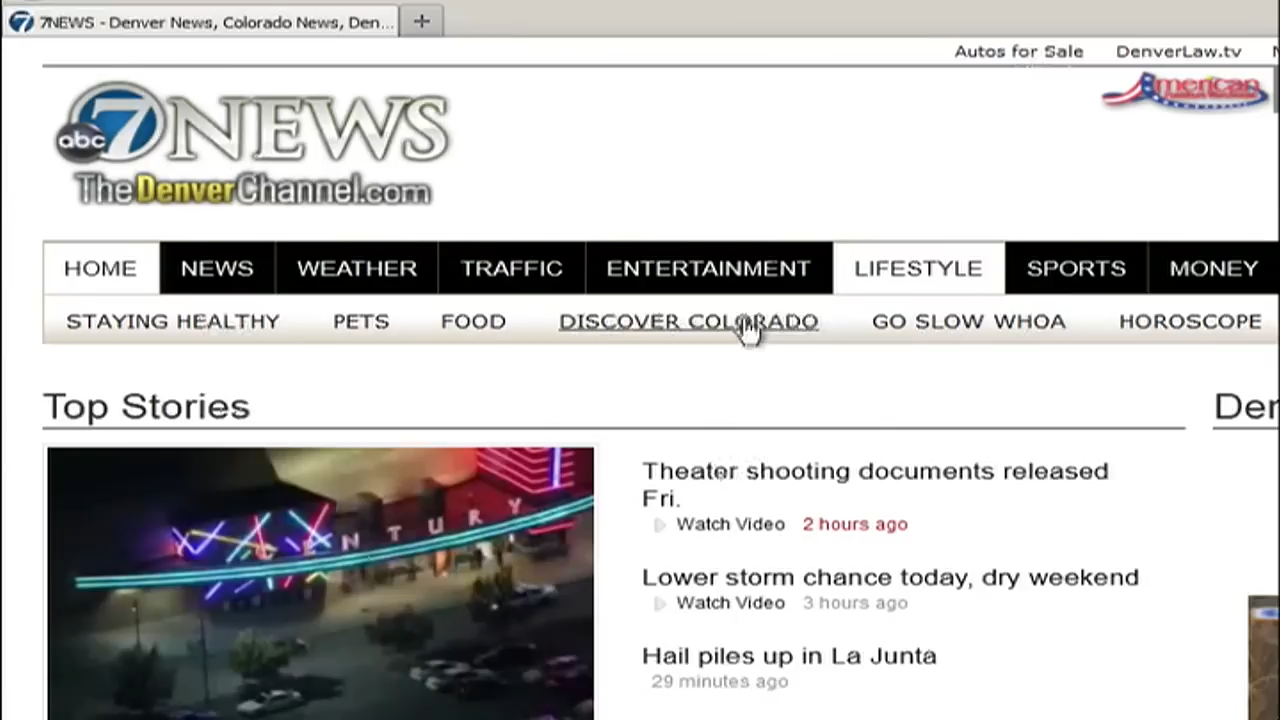 7NEWS - Denver News, Colorado News, Den...
Autos for Sale DenverLaw.tv
American
abc 7NEWS
TheDenverChannel.com
HOME NEWS WEATHER TRAFFIC ENTERTAINMENT LIFESTYLE SPORTS MONEY
STAYING HEALTHY PETS FOOD DISCOVER COLORADO GO SLOW WHOA HOROSCOPE
Top Stories
Theater shooting documents released
Fri.
Watch Video 2 hours ago
CENTURY
Lower storm chance today, dry weekend
Watch Video 3 hours ago
Hail piles up in La Junta
29 minutes ago